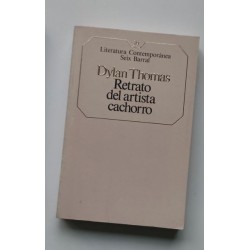 Literatura Contemporánea
Seix Barral
Dylan Thomas
Retrato
del artista
cachorro